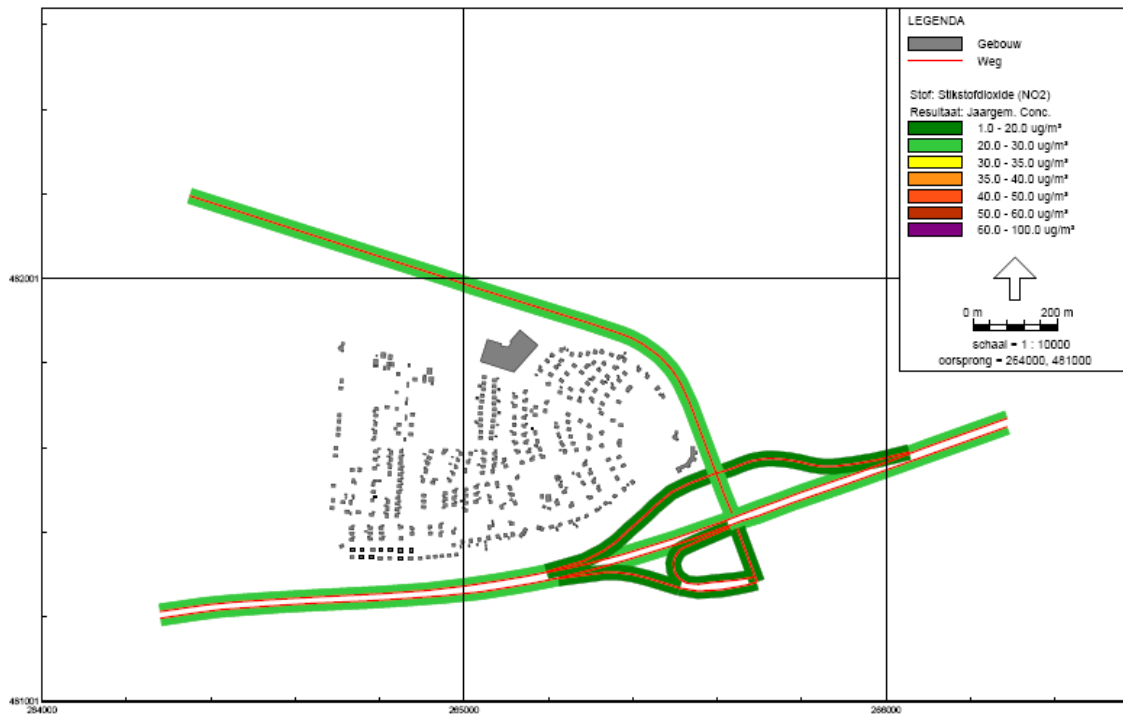 LEGENDA
Gebouw
Weg
Stof: Stikstofdioxide (NO2)
Resultaat: Jaargem. Conc.
1.0 - 20.0 ug/m³
20.0 - 30.0 ug/m³
30.0 - 35.0 ug/m³
35.0 - 40.0 ug/m³
40.0 - 50.0 ug/m³
50.0 - 60.0 ug/m³
60.0 - 100.0 ug/m³
0 m 200 m
schaal = 1 : 10000
oorsprong = 264000, 481000
482001
481001
264000 265000 266000